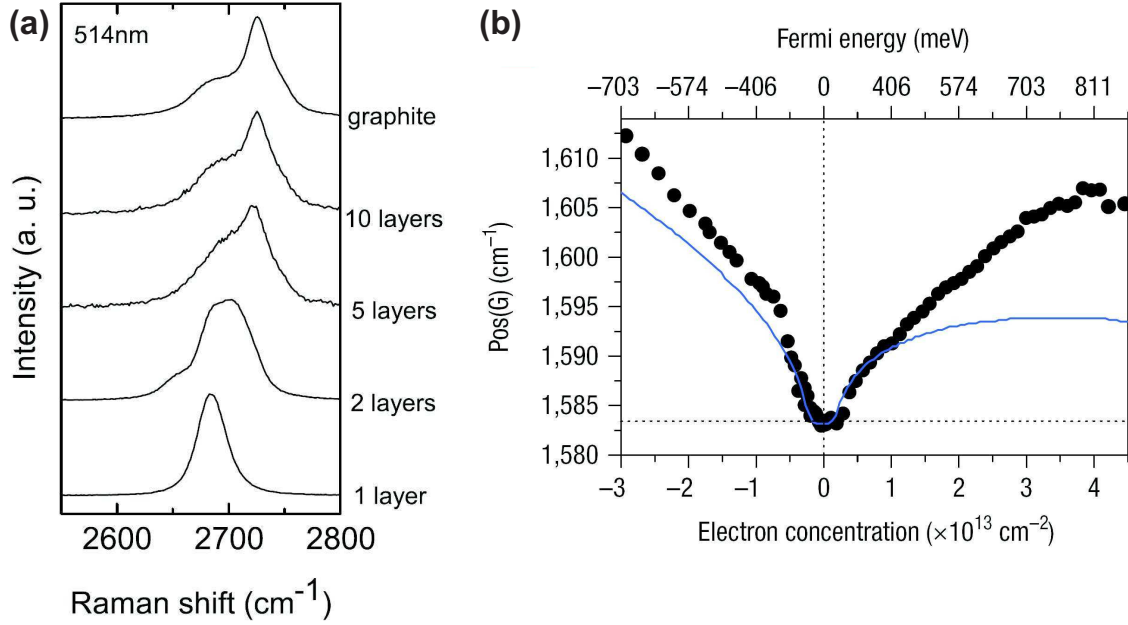 (a)
514nm
graphite
10 layers
5 layers
2 layers
1 layer
Intensity (a. u.)
2600 2700 2800
Raman shift (cm-1)
(b)
Fermi energy (meV)
−703 −574 −406 0 406 574 703 811
1,610
1,605
1,600
1,595
1,590
1,585
1,580
Pos(G) (cm−1)
−3 −2 −1 0 1 2 3 4
Electron concentration (×1013 cm−2)